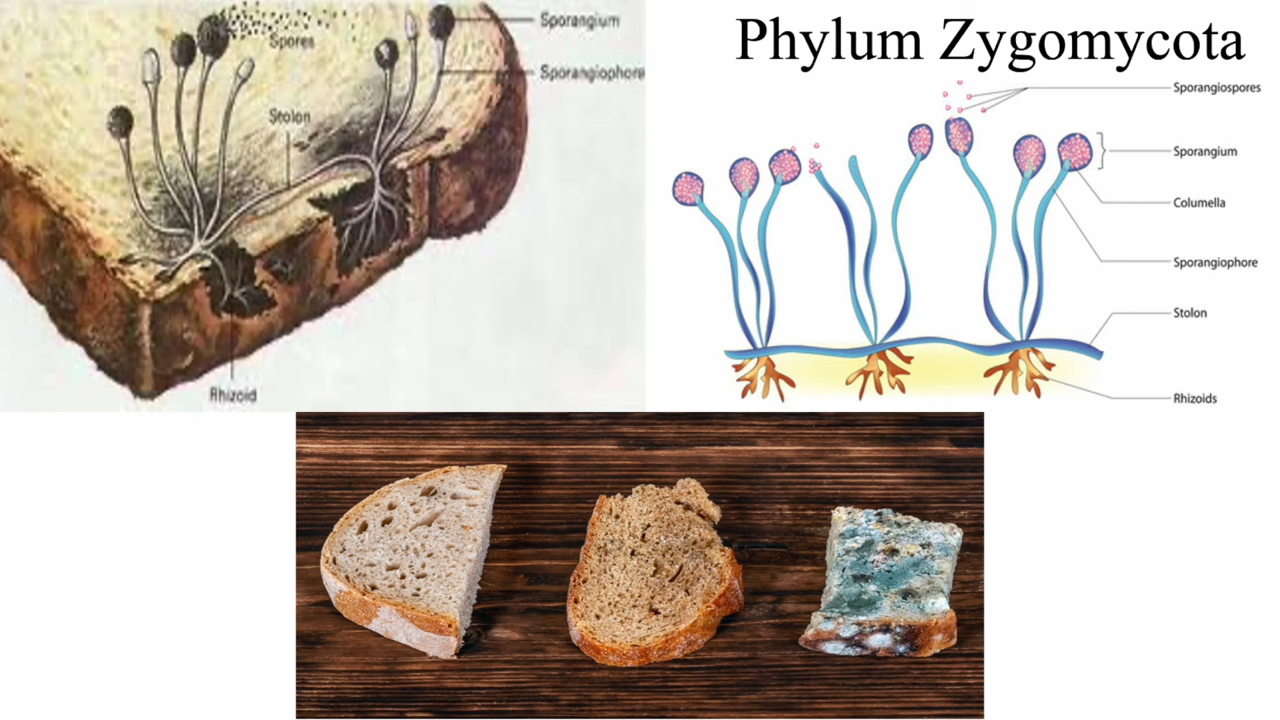 Sporangium
Spores
Sporangiophore
Stolon
Rhizoid
Phylum Zygomycota
Sporangiospores
Sporangium
Columella
Sporangiophore
Stolon
Rhizoids